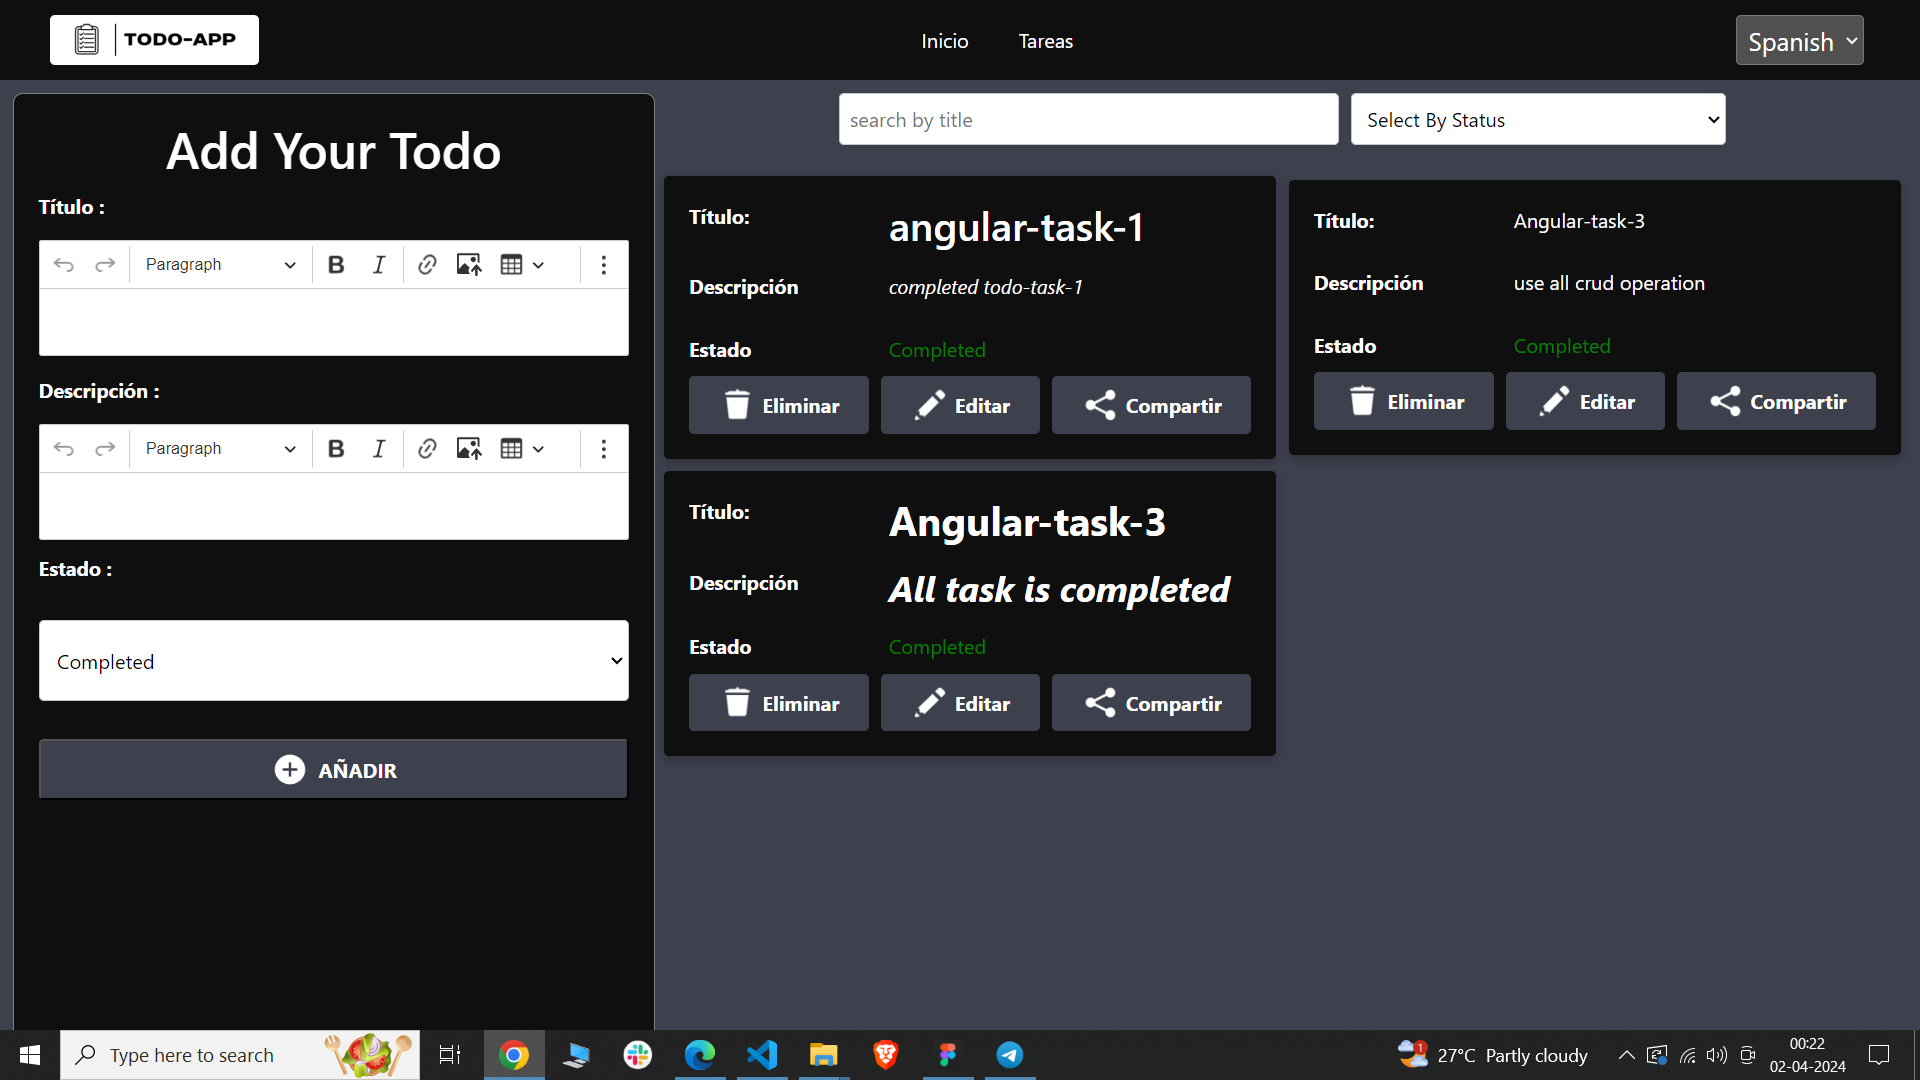 TODO-APP
Inicio
Tareas
Spanish
Add Your Todo
Título :
Paragraph
Descripción :
Paragraph
Estado :
Completed
AÑADIR
search by title
Select By Status
Título:
angular-task-1
Descripción
completed todo-task-1
Estado
Completed
Eliminar
Editar
Compartir
Título:
Angular-task-3
Descripción
use all crud operation
Estado
Completed
Eliminar
Editar
Compartir
Título:
Angular-task-3
Descripción
All task is completed
Estado
Completed
Eliminar
Editar
Compartir
Type here to search
1
27°C Partly cloudy
00:22
02-04-2024